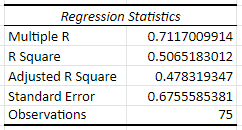 Regression Statistics
Multiple R 0.7117009914
R Square 0.5065183012
Adjusted R Square 0.478319347
Standard Error 0.6755585381
Observations 75